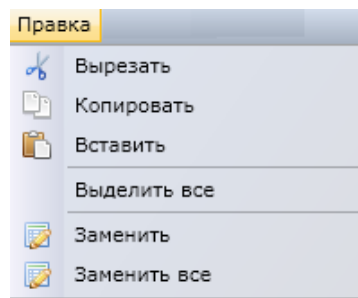 Правка
Вырезать
Копировать
Вставить
Выделить все
Заменить
Заменить все